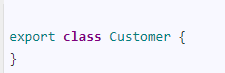 export class Customer {
}